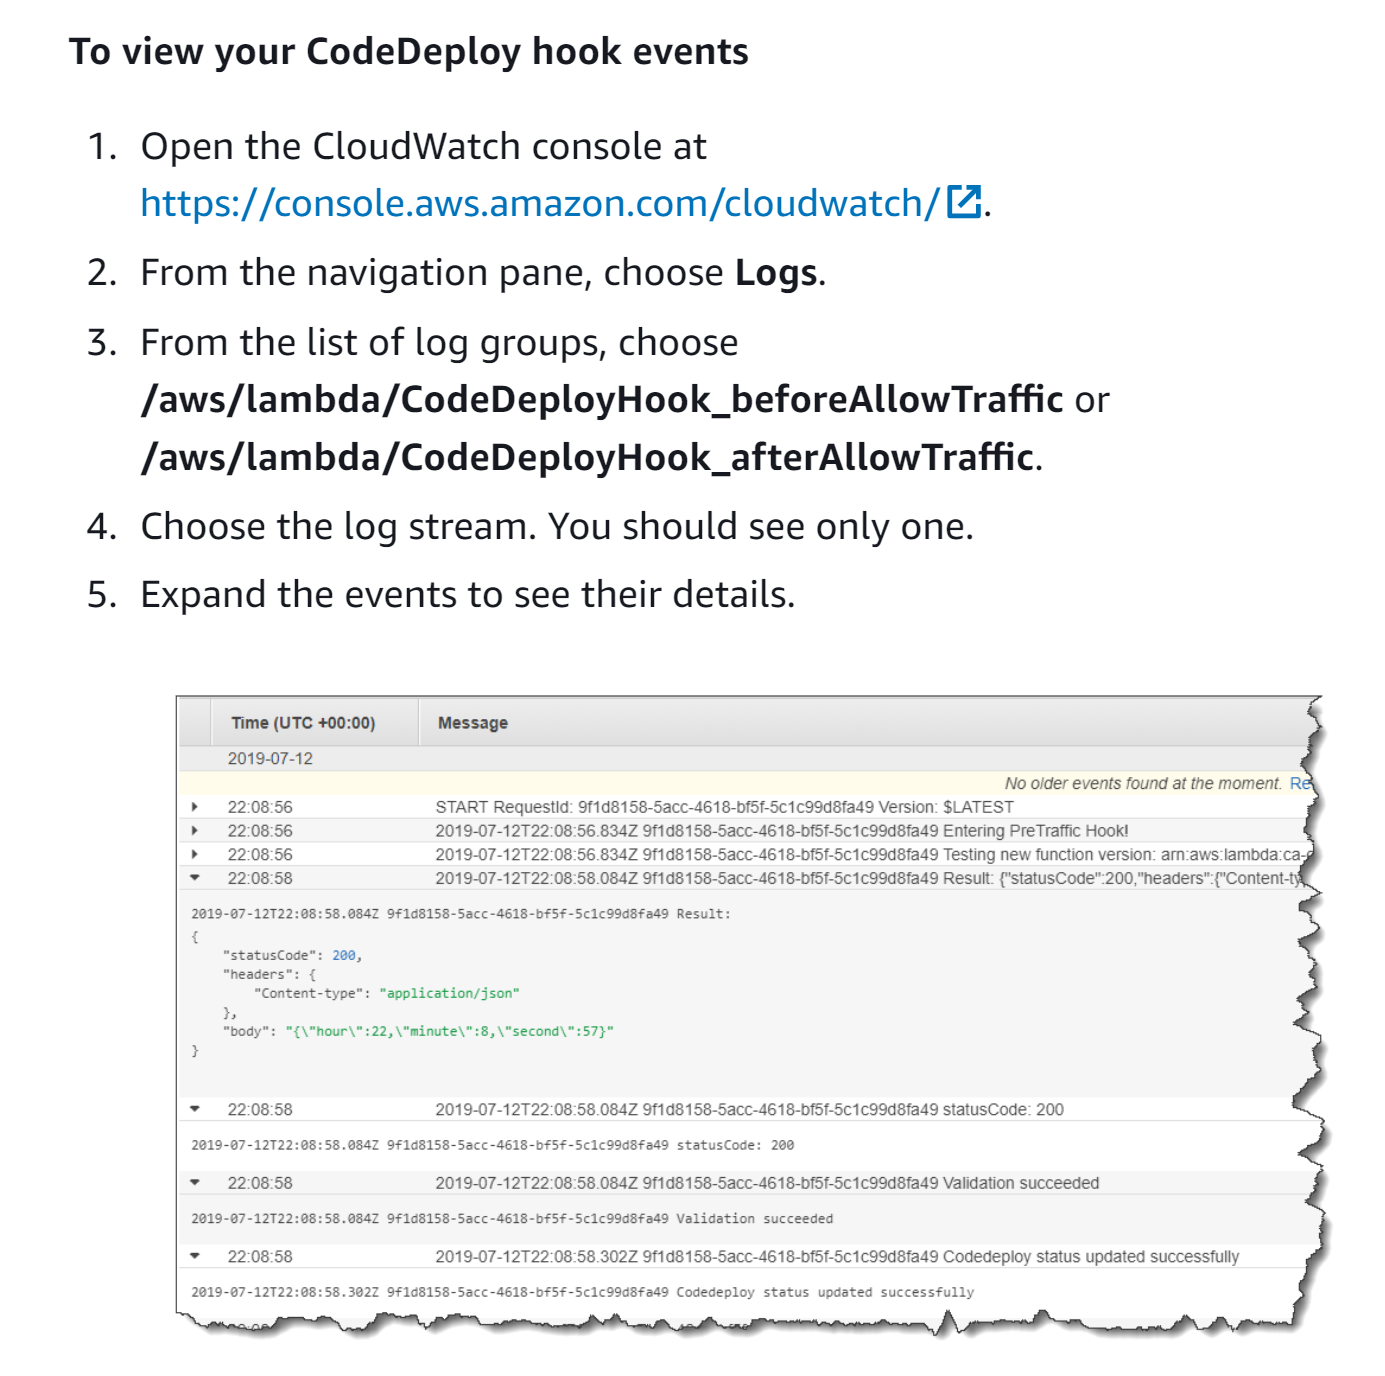 To view your CodeDeploy hook events
1. Open the CloudWatch console at
https://console.aws.amazon.com/cloudwatch/.
2. From the navigation pane, choose Logs.
3. From the list of log groups, choose
/aws/lambda/CodeDeployHook_beforeAllowTraffic or
/aws/lambda/CodeDeployHook_afterAllowTraffic.
4. Choose the log stream. You should see only one.
5. Expand the events to see their details.
Time (UTC +00:00) Message
2019-07-12
No older events found at the moment. Re
22:08:56 START RequestId: 9f1d8158-5acc-4618-bf5f-5c1c99d8fa49 Version: $LATEST
22:08:56 2019-07-12T22:08:56.834Z 9f1d8158-5acc-4618-bf5f-5c1c99d8fa49 Entering PreTraffic Hook!
22:08:56 2019-07-12T22:08:56.834Z 9f1d8158-5acc-4618-bf5f-5c1c99d8fa49 Testing new function version: arn:aws:lambda:ca-
22:08:58 2019-07-12T22:08:58.084Z 9f1d8158-5acc-4618-bf5f-5c1c99d8fa49 Result: {"statusCode":200,"headers":{"Content-ty
2019-07-12T22:08:58.084Z 9f1d8158-5acc-4618-bf5f-5c1c99d8fa49 Result:
{
"statusCode": 200,
"headers": {
"Content-type": "application/json"
},
"body": "{\"hour\":22,\"minute\":8,\"second\":57}"
}
22:08:58 2019-07-12T22:08:58.084Z 9f1d8158-5acc-4618-bf5f-5c1c99d8fa49 statusCode: 200
2019-07-12T22:08:58.084Z 9f1d8158-5acc-4618-bf5f-5c1c99d8fa49 statusCode: 200
22:08:58 2019-07-12T22:08:58.084Z 9f1d8158-5acc-4618-bf5f-5c1c99d8fa49 Validation succeeded
2019-07-12T22:08:58.084Z 9f1d8158-5acc-4618-bf5f-5c1c99d8fa49 Validation succeeded
22:08:58 2019-07-12T22:08:58.302Z 9f1d8158-5acc-4618-bf5f-5c1c99d8fa49 Codedeploy status updated successfully
2019-07-12T22:08:58.302Z 9f1d8158-5acc-4618-bf5f-5c1c99d8fa49 Codedeploy status updated successfully